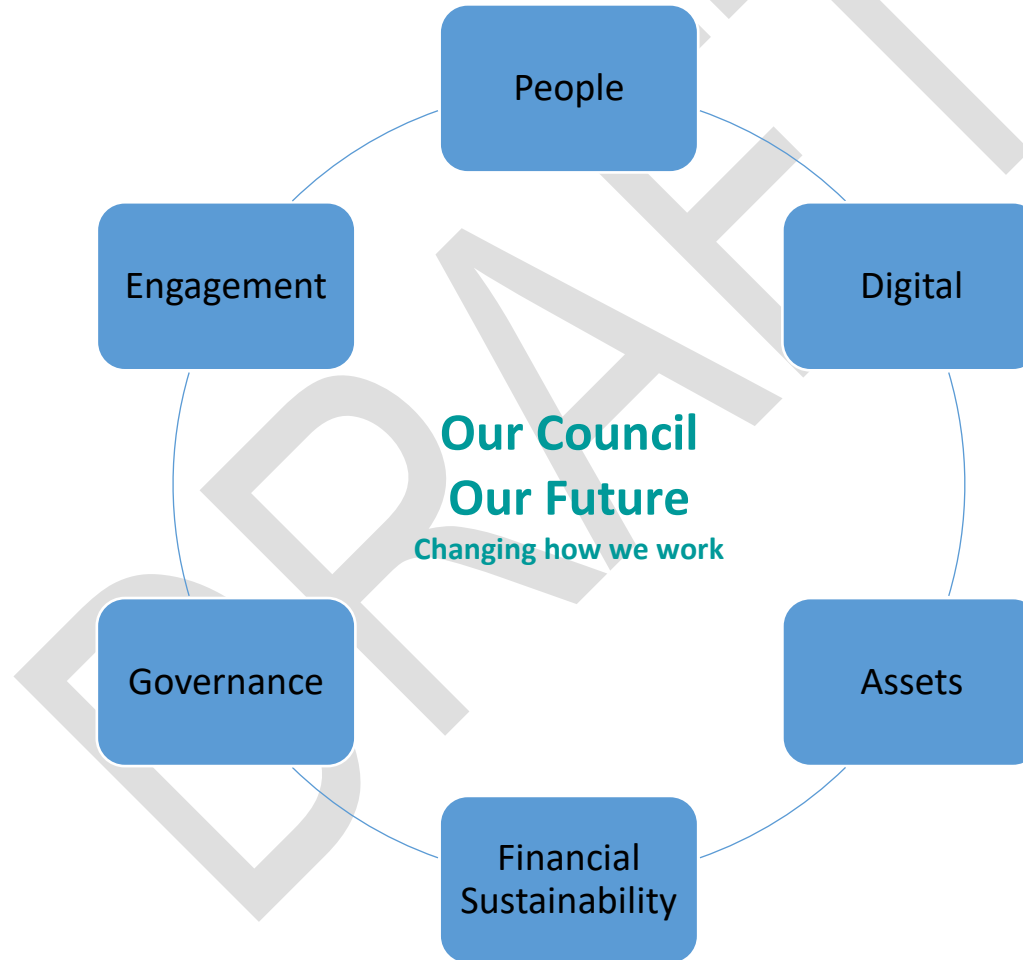 People
Engagement
Digital
Our Council
Our Future
Changing how we work
Governance
Assets
Financial
Sustainability
DRAFT